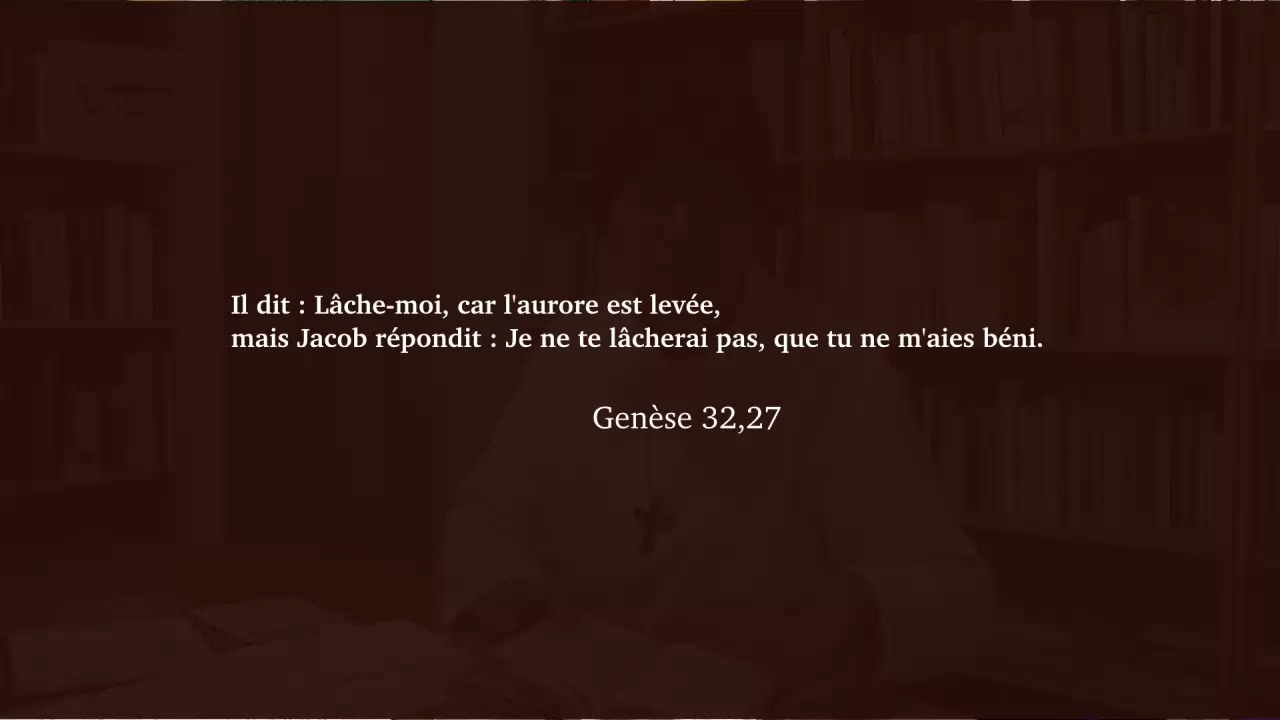 Il dit : Lâche-moi, car l'aurore est levée,
mais Jacob répondit : Je ne te lâcherai pas, que tu ne m'aies béni.
Genèse 32,27